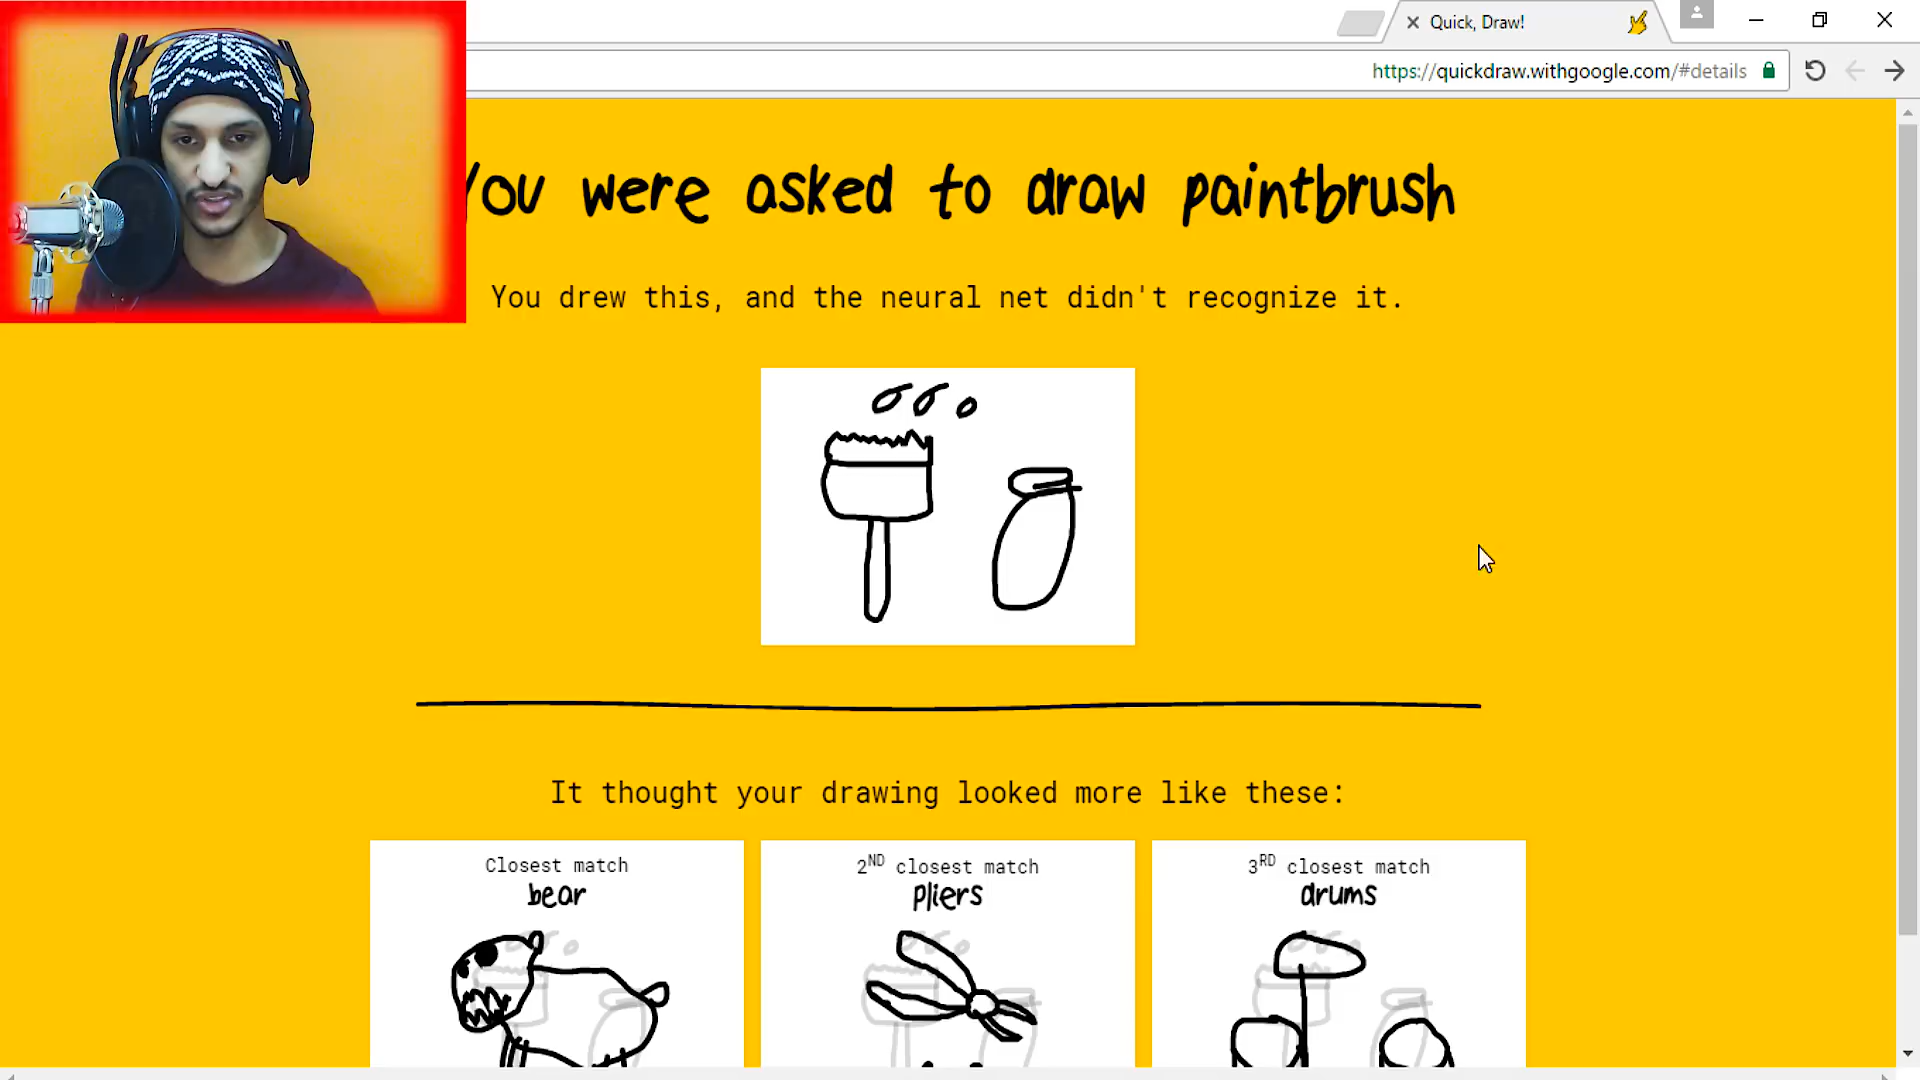 Quick, Draw!
https://quickdraw.withgoogle.com/#details
You were asked to draw paintbrush
You drew this, and the neural net didn't recognize it.
It thought your drawing looked more like these:
Closest match
bear
2ND closest match
pliers
3RD closest match
drums